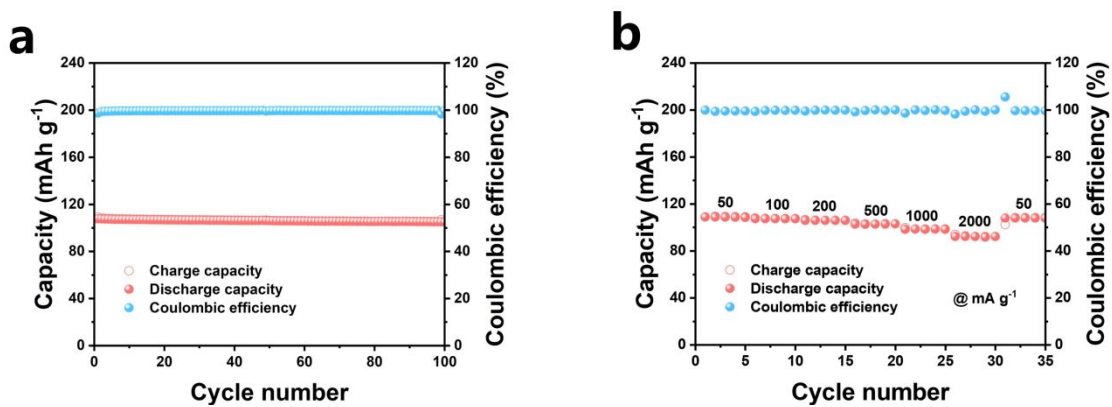 a
240
200
160
120
80
40
0
Capacity (mAh g⁻¹)
Charge capacity
Discharge capacity
Coulombic efficiency
120
100
80
60
40
20
0
Coulombic efficiency (%)
0 20 40 60 80 100
Cycle number
b
240
200
160
120
80
40
0
Capacity (mAh g⁻¹)
50 100 200 500 1000 2000 50
Charge capacity
Discharge capacity
Coulombic efficiency
@ mA g⁻¹
120
100
80
60
40
20
0
Coulombic efficiency (%)
0 5 10 15 20 25 30 35
Cycle number